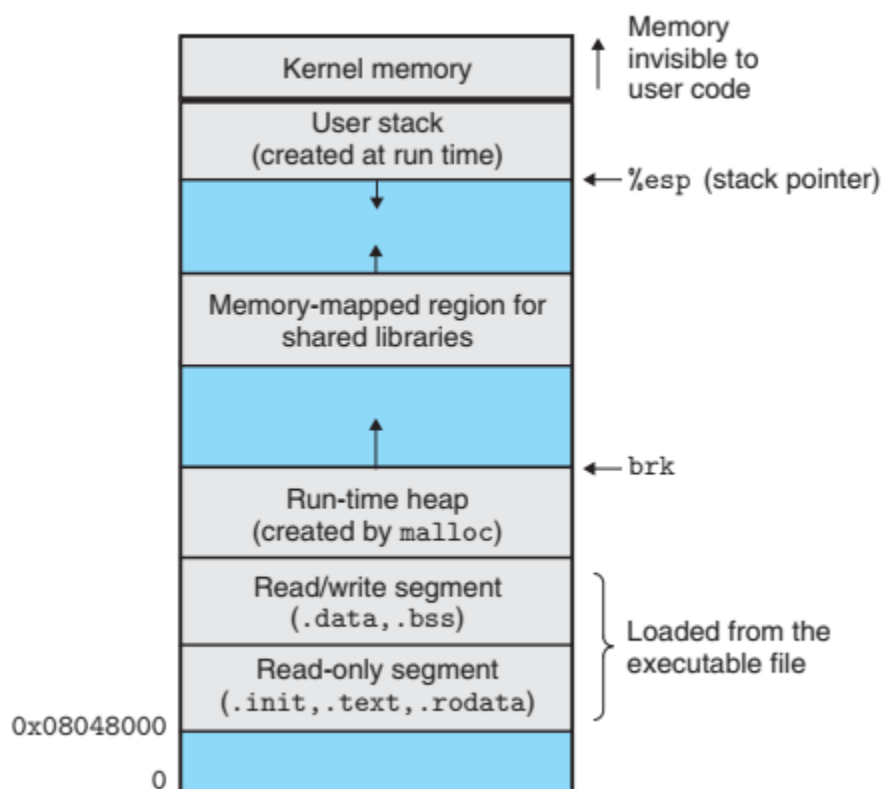 Memory
invisible to
user code
Kernel memory
User stack
(created at run time)
%esp (stack pointer)
Memory-mapped region for
shared libraries
brk
Run-time heap
(created by malloc)
Read/write segment
(.data,.bss)
Loaded from the
executable file
Read-only segment
(.init,.text,.rodata)
0x08048000
0